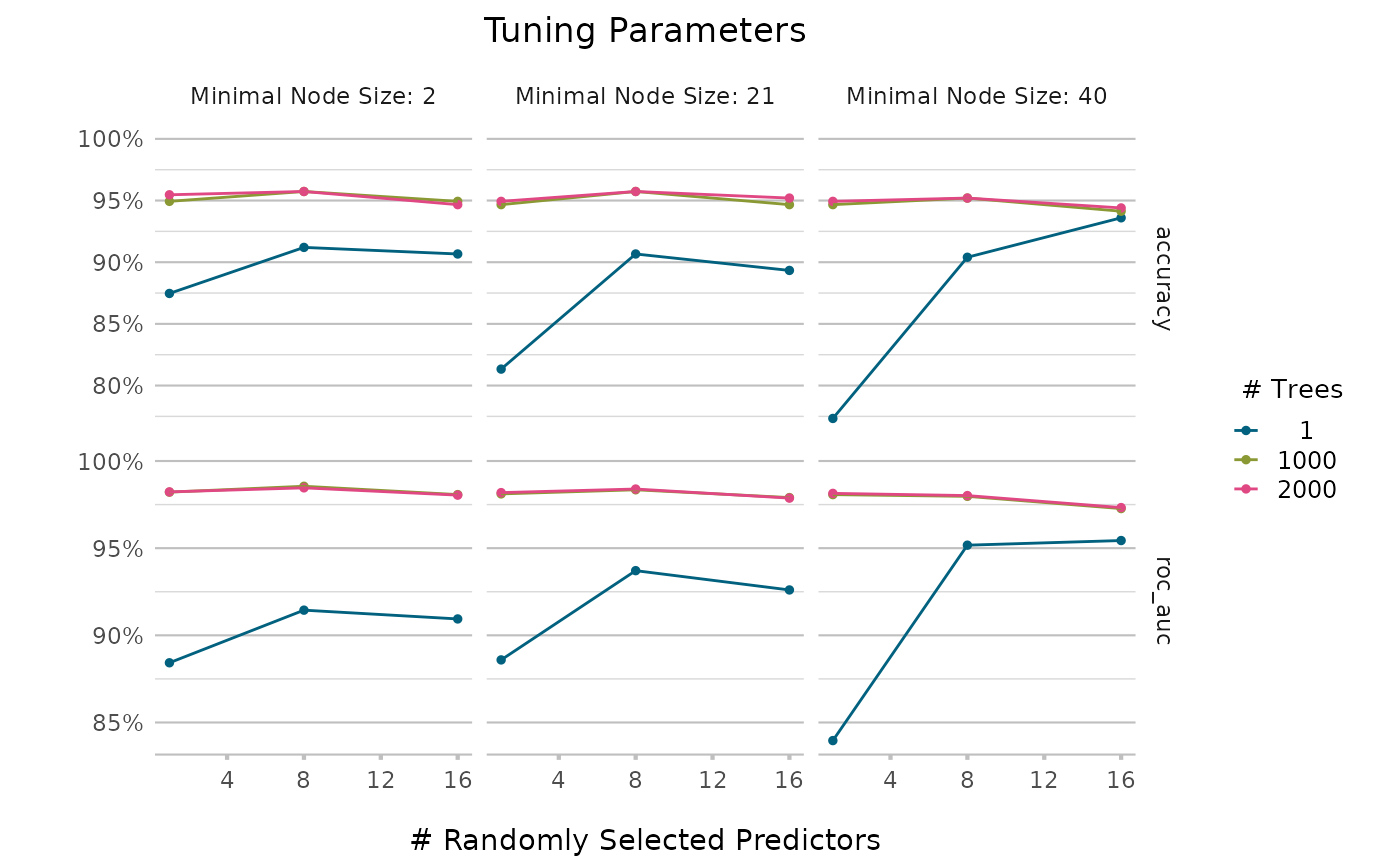 Tuning Parameters
Minimal Node Size: 2
Minimal Node Size: 21
Minimal Node Size: 40
100%
95%
90%
85%
80%
accuracy
100%
95%
90%
85%
roc_auc
4 8 12 16
4 8 12 16
4 8 12 16
# Randomly Selected Predictors
# Trees
1
1000
2000